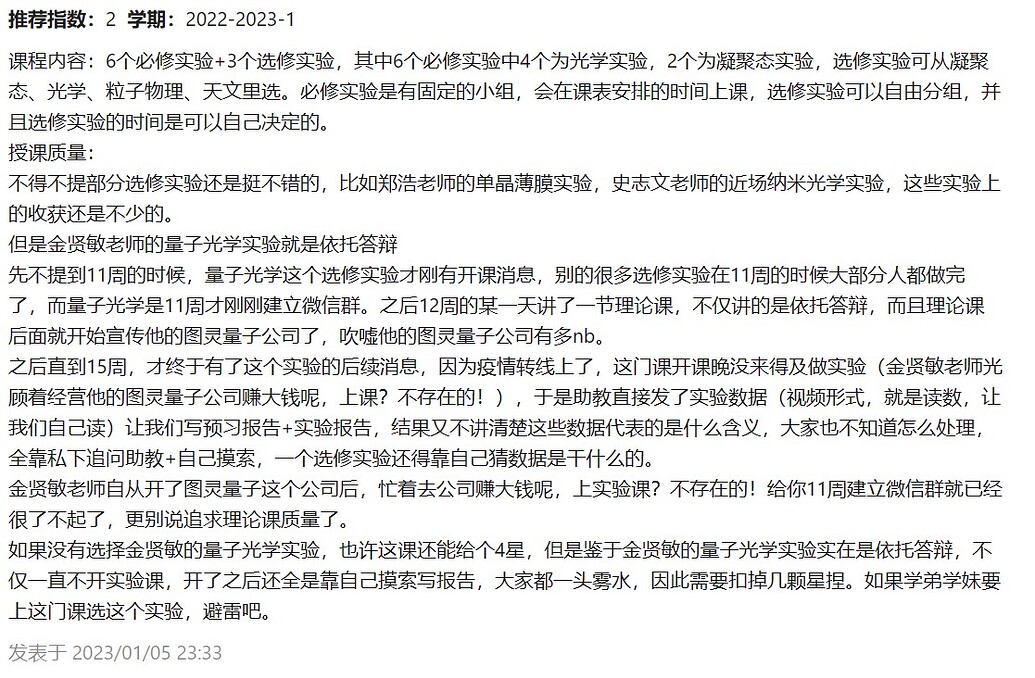 推荐指数：2 学期：2022-2023-1
课程内容：6个必修实验+3个选修实验，其中6个必修实验中4个为光学实验，2个为凝聚态实验，选修实验可从凝聚
态、光学、粒子物理、天文里选。必修实验是有固定的小组，会在课表安排的时间上课，选修实验可以自由分组，并
且选修实验的时间是可以自己决定的。
授课质量：
不得不提部分选修实验还是挺不错的，比如郑浩老师的单晶薄膜实验，史志文老师的近场纳米光学实验，这些实验上
的收获还是不少的。
但是金贤敏老师的量子光学实验就是依托答辩
先不提到11周的时候，量子光学这个选修实验才刚有开课消息，别的很多选修实验在11周的时候大部分人都做完
了，而量子光学是11周才刚刚建立微信群。之后12周的某一天讲了一节理论课，不仅讲的是依托答辩，而且理论课
后面就开始宣传他的图灵量子公司了，吹嘘他的图灵量子公司有多nb。
之后直到15周，才终于有了这个实验的后续消息，因为疫情转线上了，这门课开课晚没来得及做实验（金贤敏老师光
顾着经营他的图灵量子公司赚大钱呢，上课？不存在的！），于是助教直接发了实验数据（视频形式，就是读数，让
我们自己读）让我们写预习报告+实验报告，结果又不讲清楚这些数据代表的是什么含义，大家也不知道怎么处理，
全靠私下追问助教+自己摸索，一个选修实验还得靠自己猜数据是干什么的。
金贤敏老师自从开了图灵量子这个公司后，忙着去公司赚大钱呢，上实验课？不存在的！给你11周建立微信群就已经
很了不起了，更别说追求理论课质量了。
如果没有选择金贤敏的量子光学实验，也许这课还能给个4星，但是鉴于金贤敏的量子光学实验实在是依托答辩，不
仅一直不开实验课，开了之后还全是靠自己摸索写报告，大家都一头雾水，因此需要扣掉几颗星捏。如果学弟学妹要
上这门课选这个实验，避雷吧。
发表于 2023/01/05 23:33